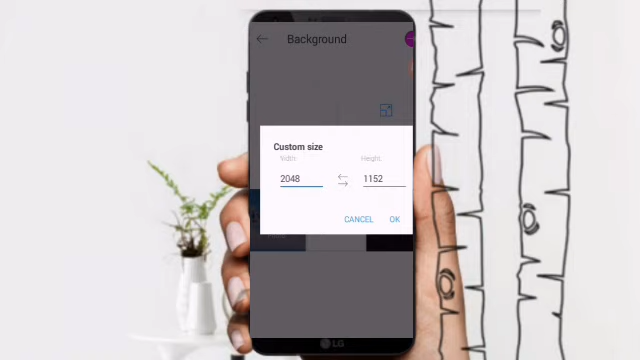 Background
Custom size
Width: Height:
2048 1152
CANCEL OK
LG